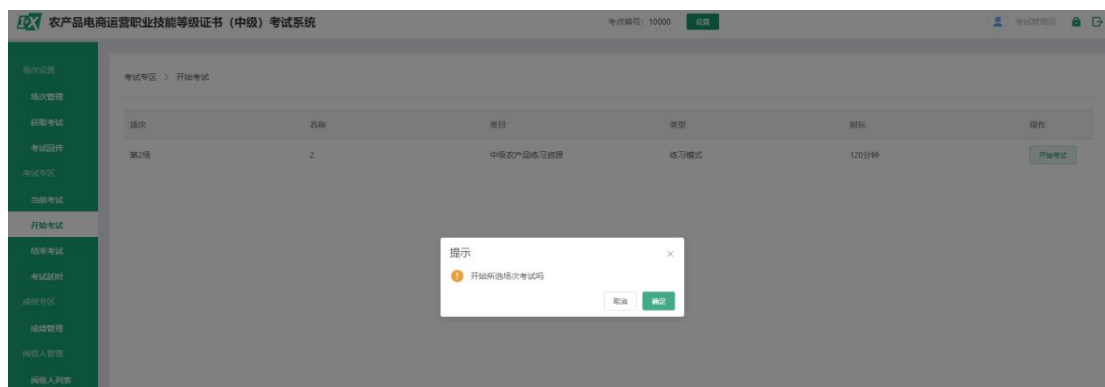 农产品电商运营职业技能等级证书（中级）考试系统
考点编号：10000
设置
考试管理员
场次设置
场次管理
获取考试
考试回传
考试专区
当前考试
开始考试
结束考试
考试延时
成绩专区
成绩管理
阅卷人管理
阅卷人列表
考试专区 > 开始考试
场次 名称 类目 类型 时长 操作
第2场 2 中级农产品练习资源 练习模式 120分钟 开始考试
提示
开始所选场次考试吗
取消 确定